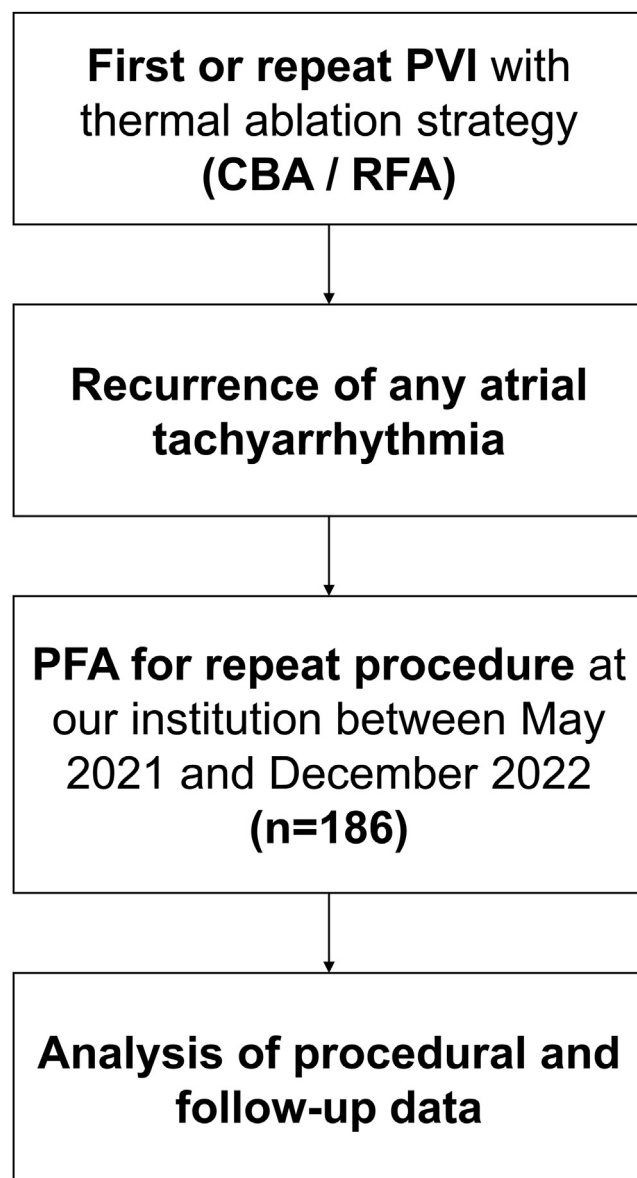 First or repeat PVI with
thermal ablation strategy
(CBA / RFA)
Recurrence of any atrial
tachyarrhythmia
PFA for repeat procedure at
our institution between May
2021 and December 2022
(n=186)
Analysis of procedural and
follow-up data